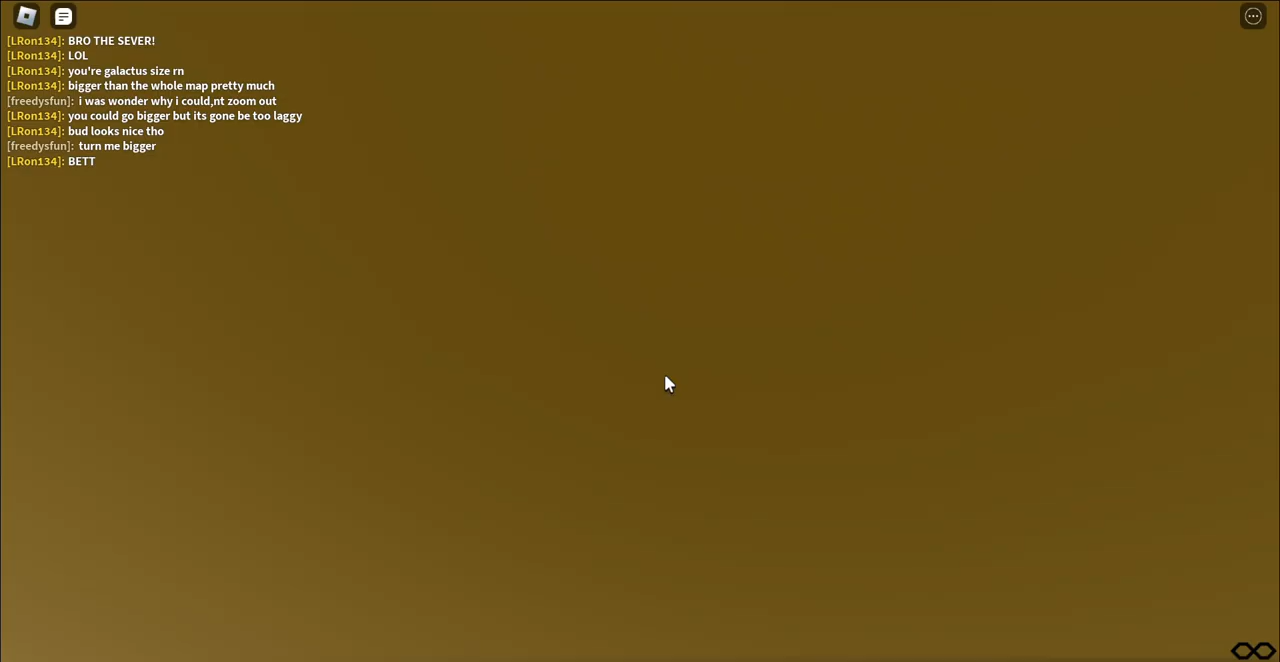 [LRon134]: BRO THE SEVER!
[LRon134]: LOL
[LRon134]: you're galactus size rn
[LRon134]: bigger than the whole map pretty much
[freedysfun]: i was wonder why i could,nt zoom out
[LRon134]: you could go bigger but its gone be too laggy
[LRon134]: bud looks nice tho
[freedysfun]: turn me bigger
[LRon134]: BETT